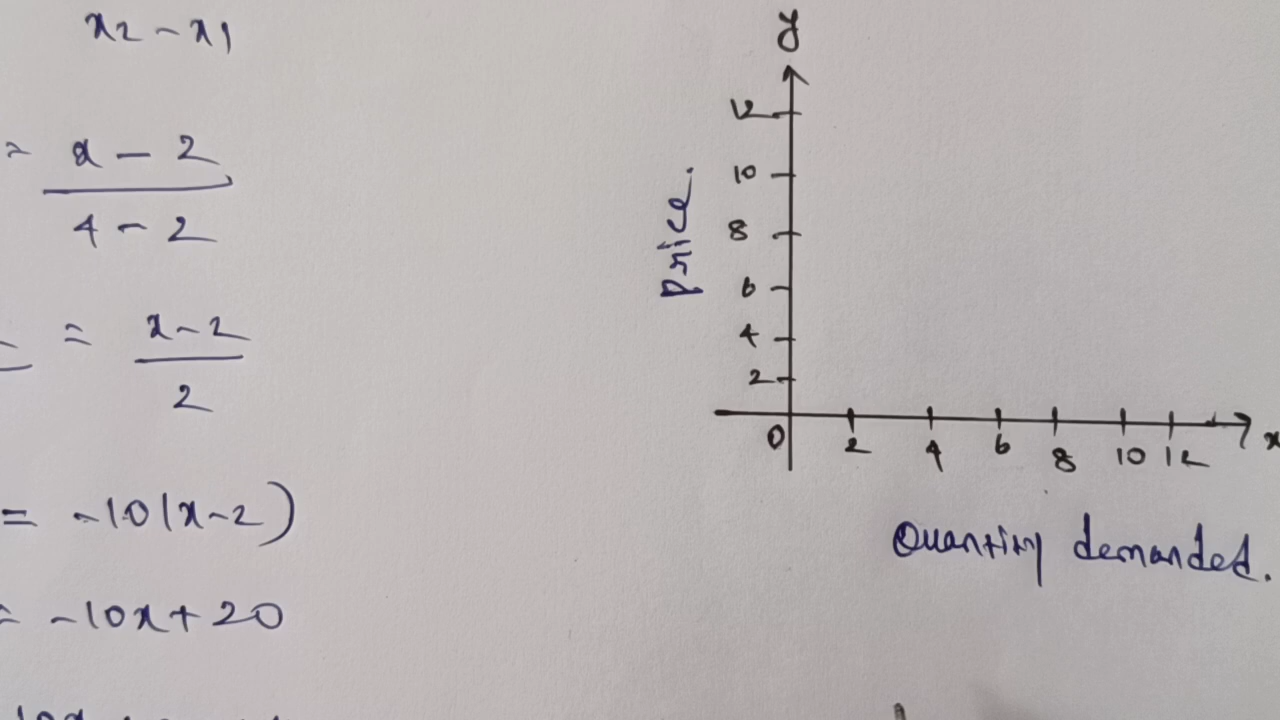 x2 - x1
= x - 2
4 - 2
= x - 2
2
= -10(x-2)
= -10x + 20
y
12
10
8
6
4
2
Price.
0 2 4 6 8 10 12 x
Quantity demanded.